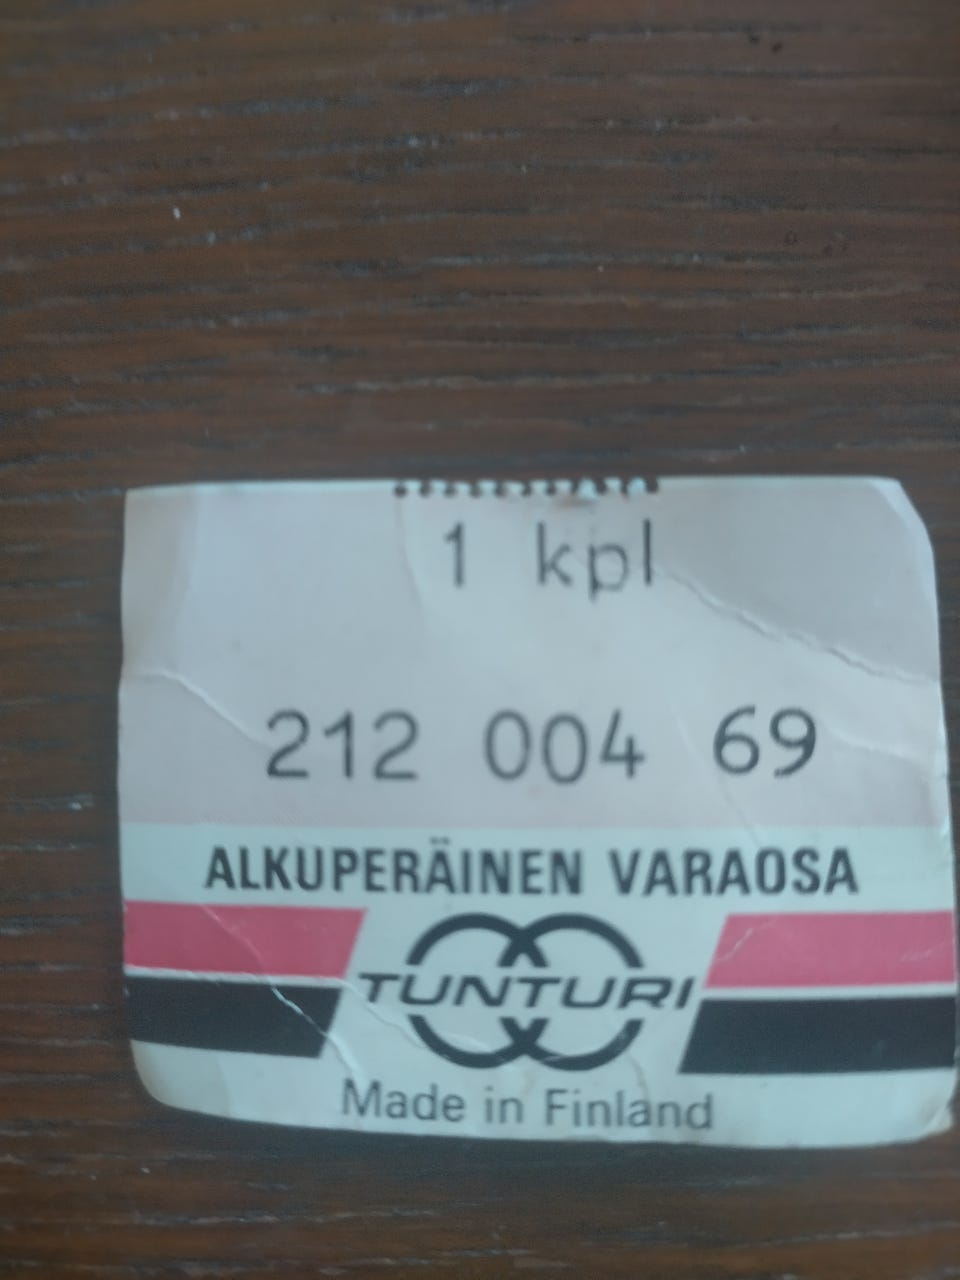 1 kpl
212 004 69
ALKUPERÄINEN VARAOSA
TUNTURI
Made in Finland